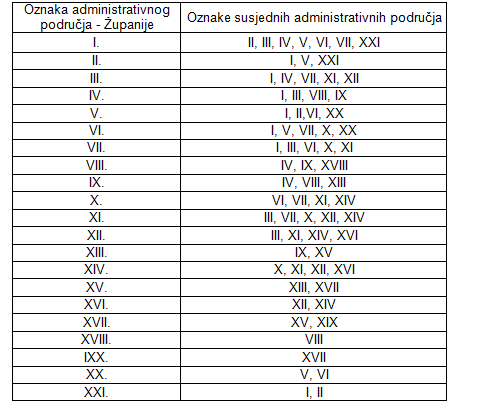 Oznaka administrativnog područja - Županije Oznake susjednih administrativnih područja
I. II, III, IV, V, VI, VII, XXI
II. I, V, XXI
III. I, IV, VII, XI, XII
IV. I, III, VIII, IX
V. I, II,VI, XX
VI. I, V, VII, X, XX
VII. I, III, VI, X, XI
VIII. IV, IX, XVIII
IX. IV, VIII, XIII
X. VI, VII, XI, XIV
XI. III, VII, X, XII, XIV
XII. III, XI, XIV, XVI
XIII. IX, XV
XIV. X, XI, XII, XVI
XV. XIII, XVII
XVI. XII, XIV
XVII. XV, XIX
XVIII. VIII
IXX. XVII
XX. V, VI
XXI. I, II